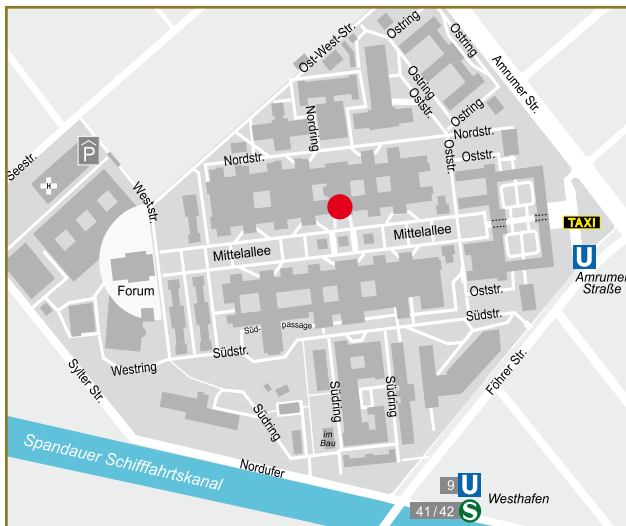 Ost-West-Str.
Ostring
Ostring
Amrumer Str.
Ostring
Oststr.
Nordring
Ostring
Nordstr.
Seestr.
P
H
Nordstr.
Oststr.
Oststr.
Weststr.
TAXI
Mittelallee
Mittelallee
U
Amrumer
Straße
Forum
Oststr.
Südstr.
Süd-
passage
Südstr.
Westring
Föhrer Str.
Sylter Str.
Südring
Südring
Südring
im
Bau
Spandauer Schifffahrtskanal
Nordufer
9 U
Westhafen
41/42 S